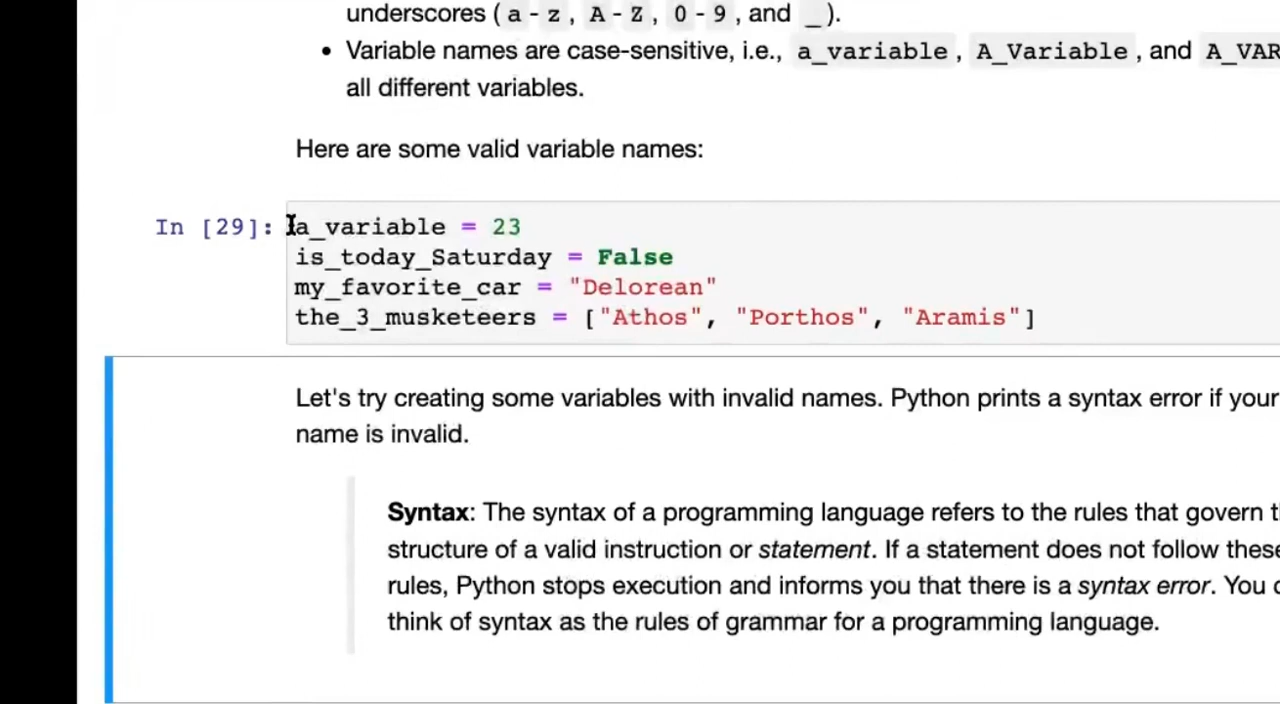 underscores ( a - z , A - Z , 0 - 9 , and _ ).
• Variable names are case-sensitive, i.e., a_variable , A_Variable , and A_VAR
all different variables.
Here are some valid variable names:
In [29]: a_variable = 23
is_today_Saturday = False
my_favorite_car = "Delorean"
the_3_musketeers = ["Athos", "Porthos", "Aramis"]
Let's try creating some variables with invalid names. Python prints a syntax error if your
name is invalid.
Syntax: The syntax of a programming language refers to the rules that govern t
structure of a valid instruction or statement. If a statement does not follow these
rules, Python stops execution and informs you that there is a syntax error. You c
think of syntax as the rules of grammar for a programming language.